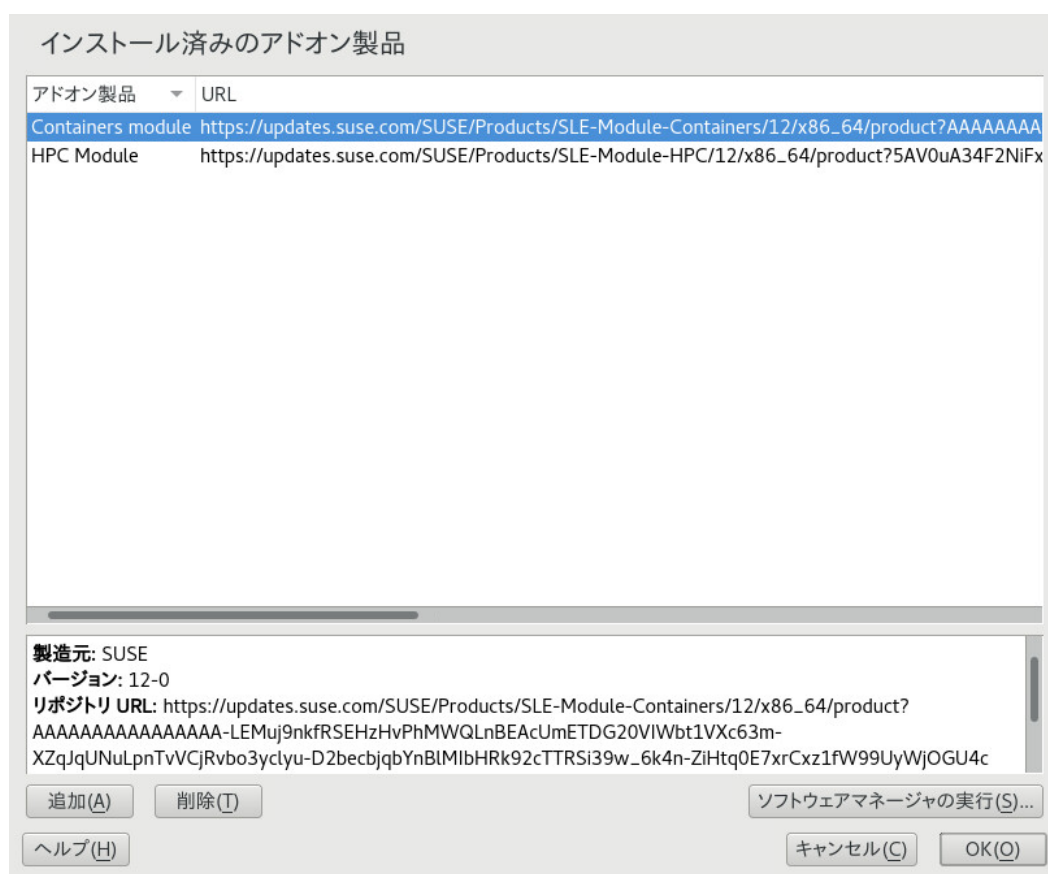 インストール済みのアドオン製品
アドオン製品 URL
Containers module https://updates.suse.com/SUSE/Products/SLE-Module-Containers/12/x86_64/product?AAAAAAAA
HPC Module https://updates.suse.com/SUSE/Products/SLE-Module-HPC/12/x86_64/product?5AV0uA34F2NiFx
製造元: SUSE
バージョン: 12-0
リポジトリ URL: https://updates.suse.com/SUSE/Products/SLE-Module-Containers/12/x86_64/product?
AAAAAAAAAAAAAAAA-LEMuj9nkfRSEHzHvPhMWQLnBEAcUmETDG20VIWbt1VXc63m-
XZqJqUNuLpnTvVCjRvbo3yclyu-D2becbjqbYnBlMIbHRk92cTTRSi39w_6k4n-ZiHtq0E7xrCxz1fW99UyWjOGU4c
追加(A) 削除(T) ソフトウェアマネージャの実行(S)...
ヘルプ(H) キャンセル(C) OK(O)